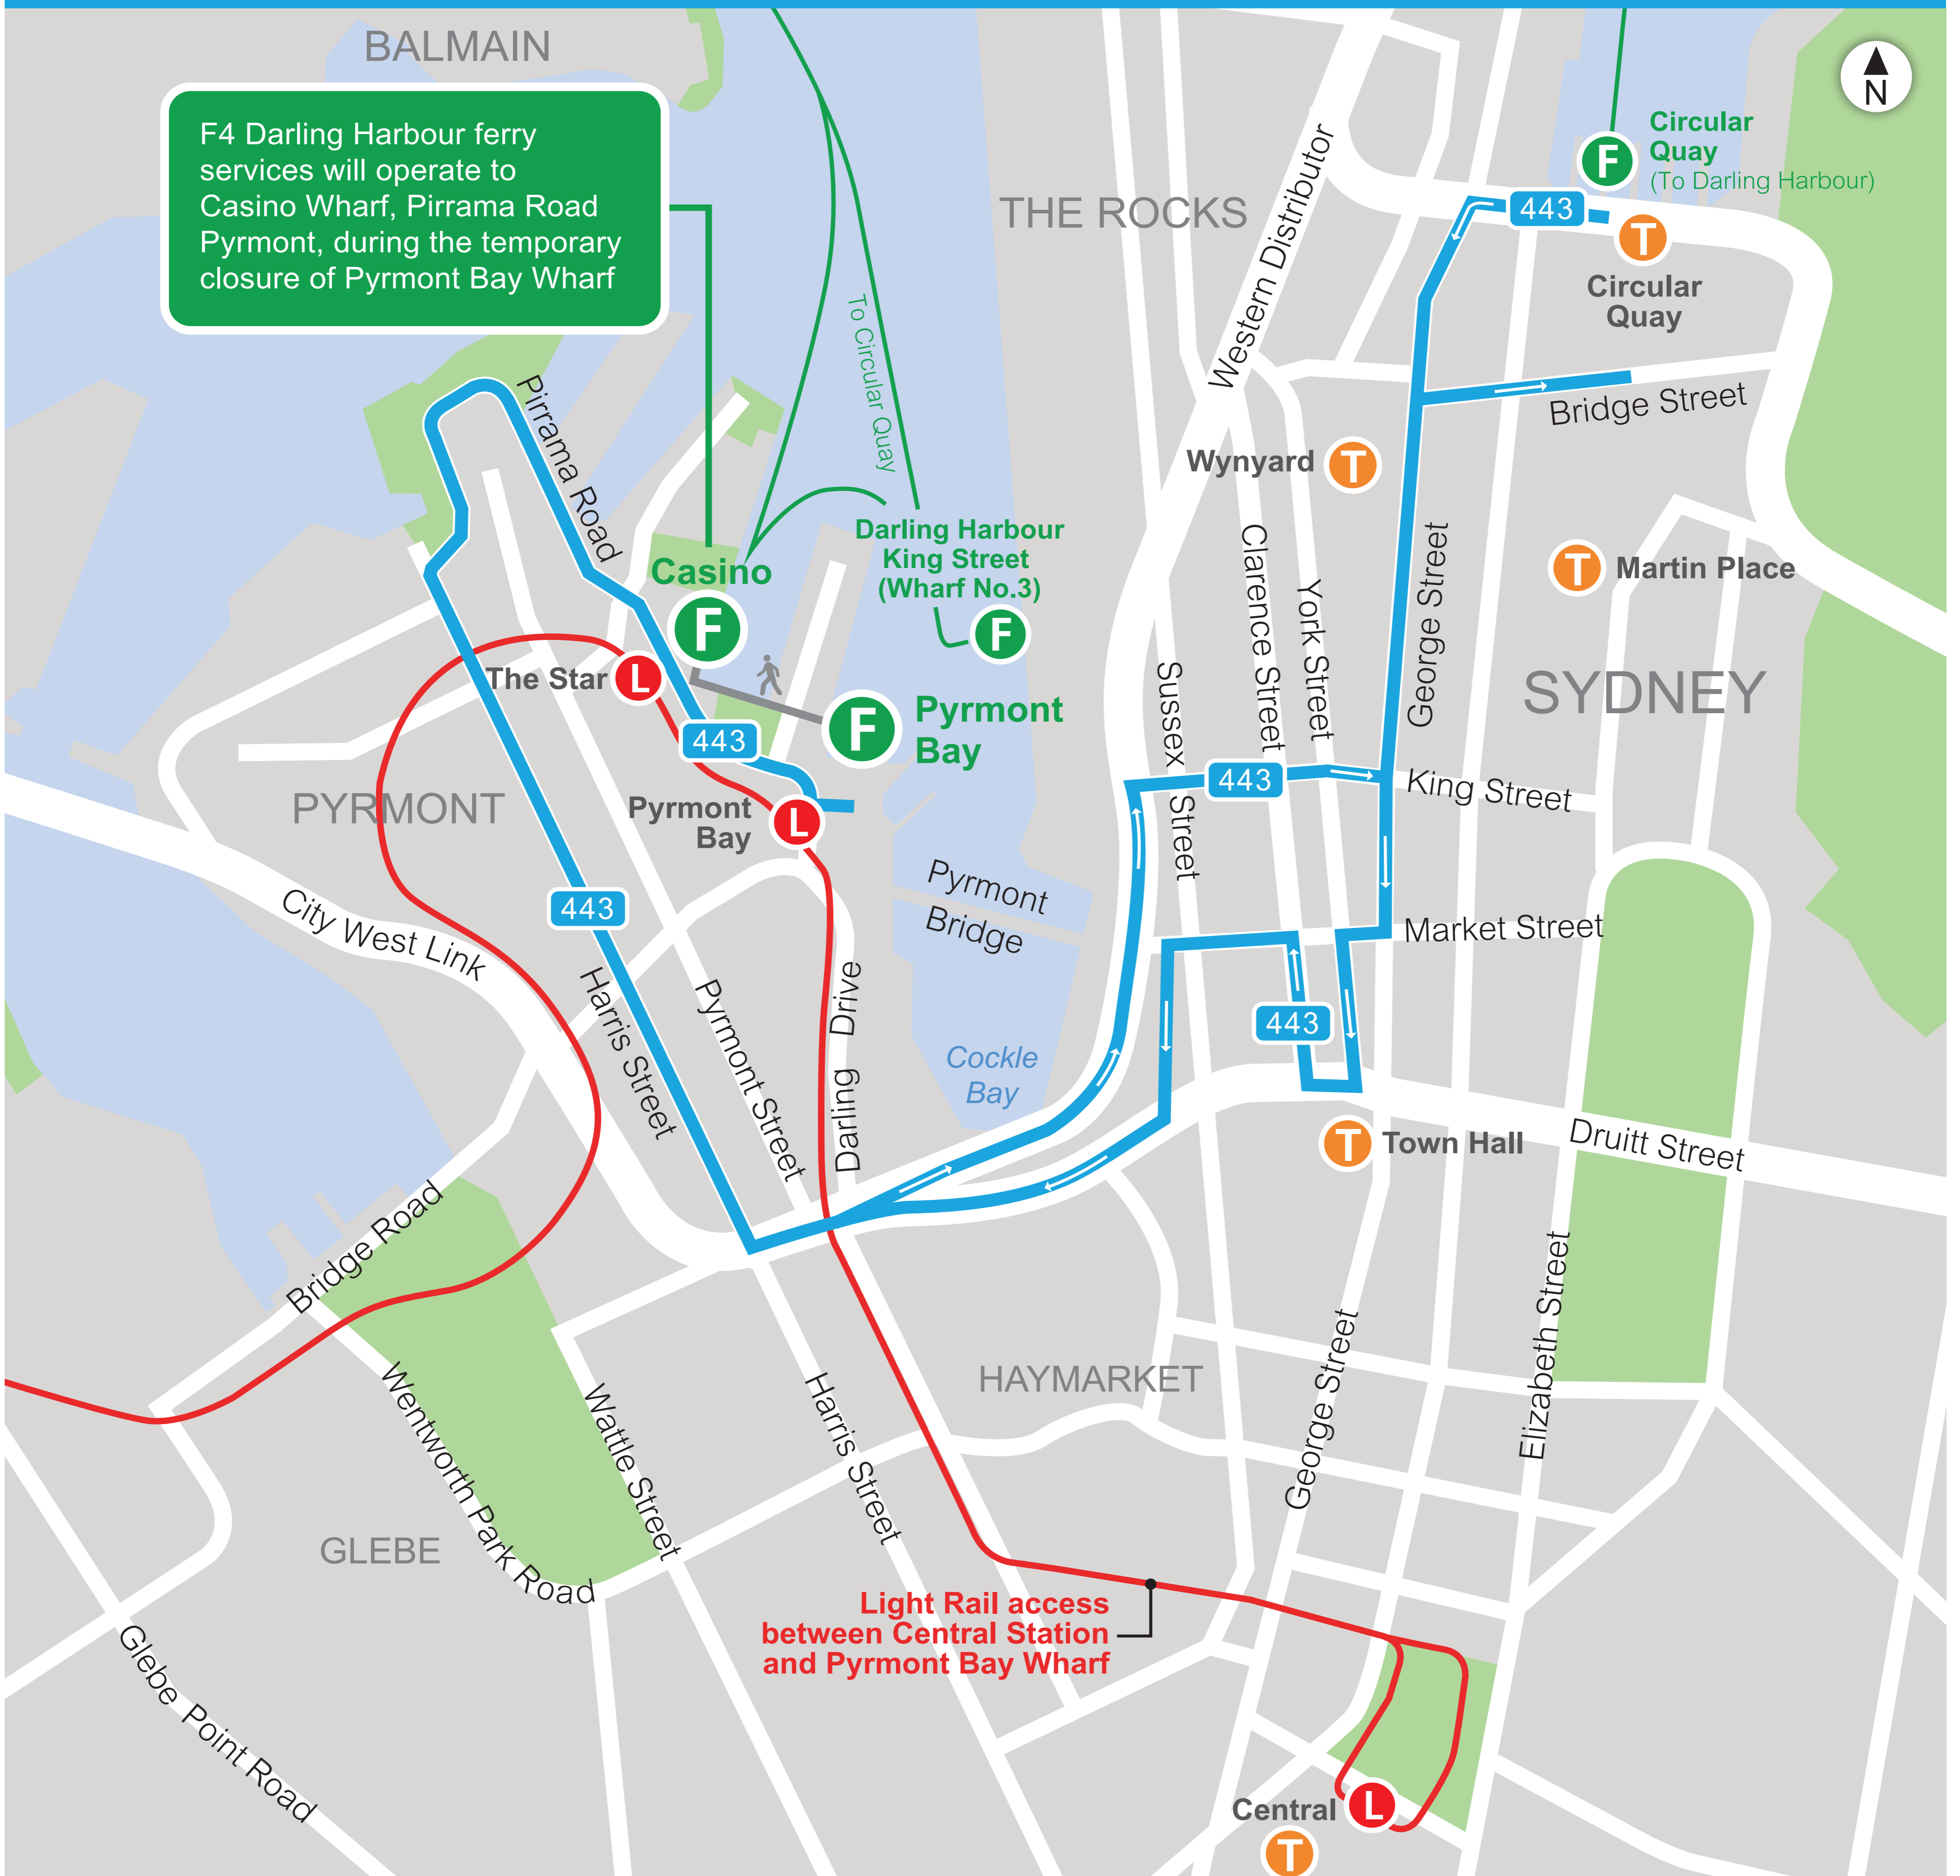 BALMAIN
N
F4 Darling Harbour ferry
services will operate to
Casino Wharf, Pirrama Road
Pyrmont, during the temporary
closure of Pyrmont Bay Wharf
Circular
Quay
(To Darling Harbour)
F
THE ROCKS
Western Distributor
443
T
Circular
Quay
To Circular Quay
Pirrama Road
Bridge Street
Wynyard
T
Darling Harbour
King Street
(Wharf No.3)
F
Casino
F
Clarence Street
York Street
George Street
T
Martin Place
The Star
L
Sussex Street
SYDNEY
443
F
Pyrmont
Bay
PYRMONT
Pyrmont
Bay
L
443
King Street
443
City West Link
Pyrmont
Bridge
Market Street
Harris Street
Pyrmont Street
Darling Drive
Cockle
Bay
443
T
Town Hall
Druitt Street
Bridge Road
Elizabeth Street
HAYMARKET
George Street
Wentworth Park Road
Wattle Street
Harris Street
GLEBE
Light Rail access
between Central Station
and Pyrmont Bay Wharf
Glebe Point Road
Central
L
T